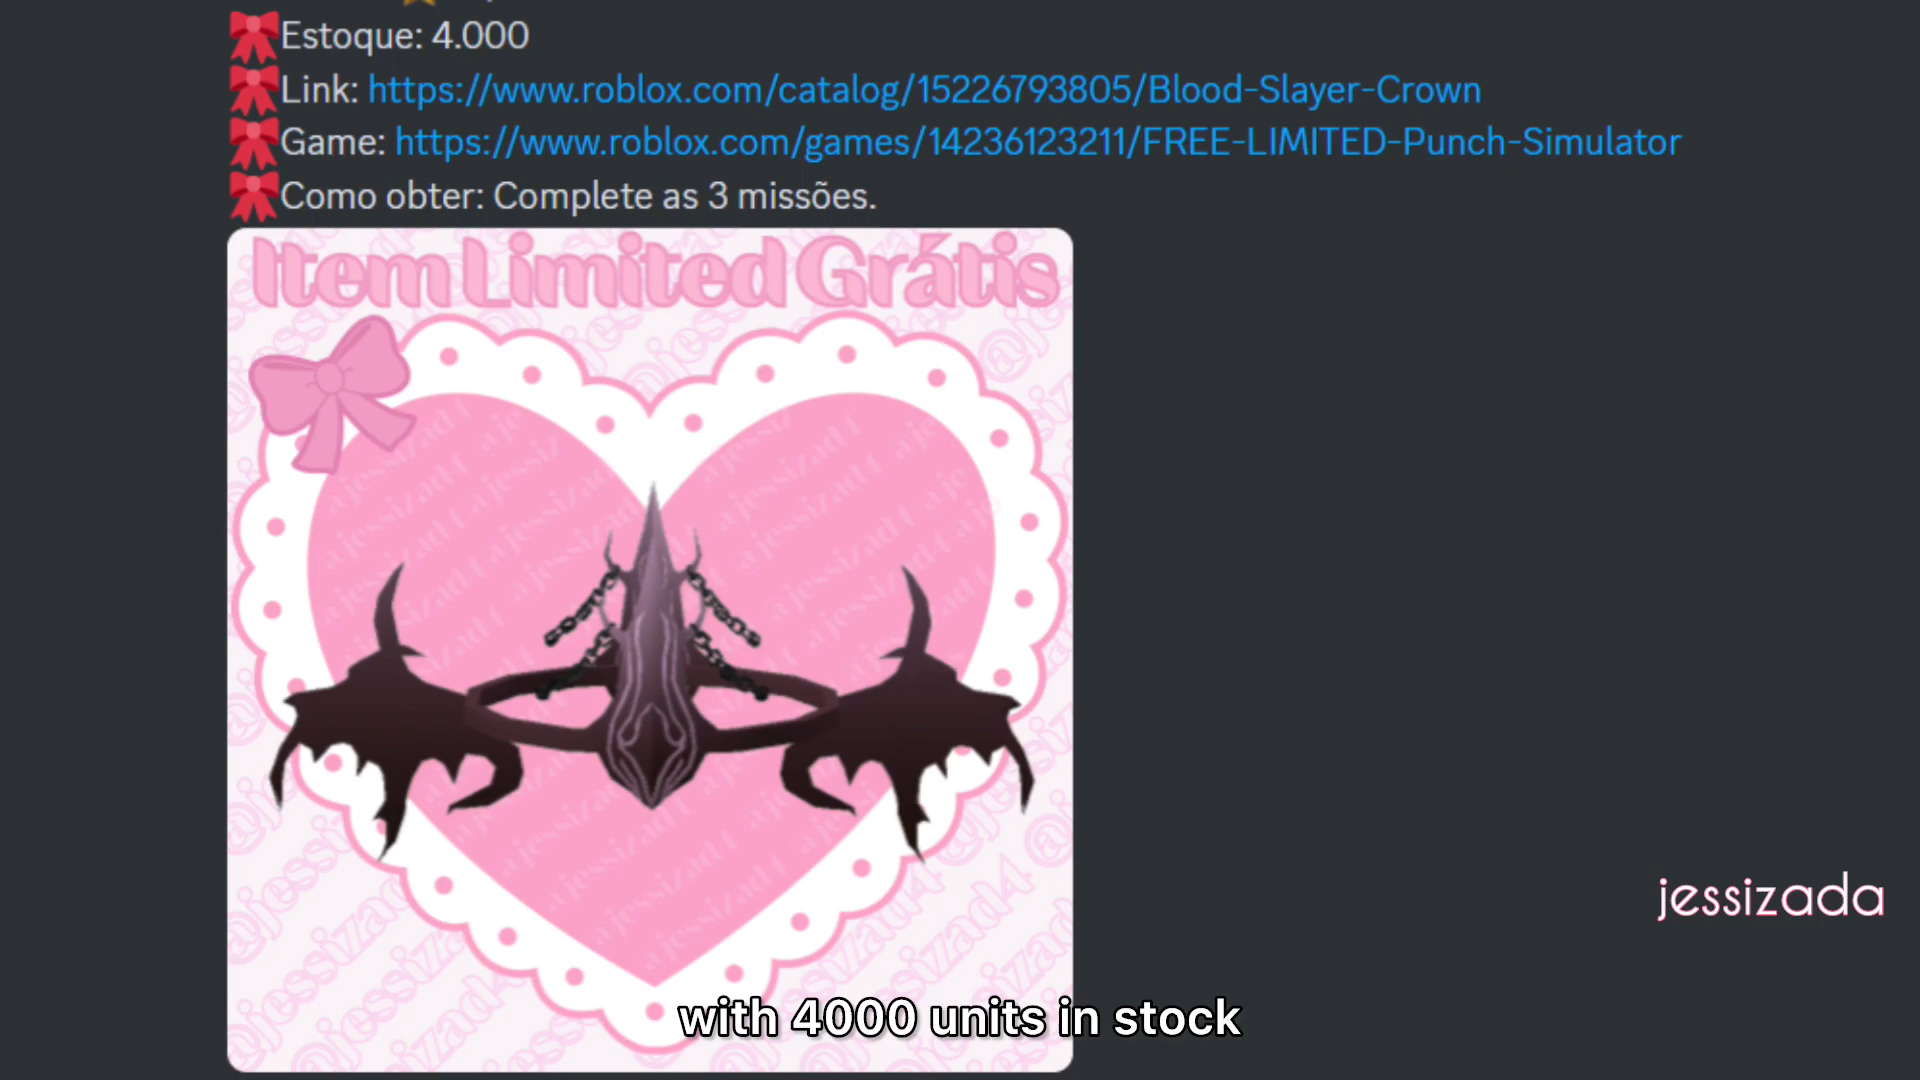 Estoque: 4.000
Link: https://www.roblox.com/catalog/15226793805/Blood-Slayer-Crown
Game: https://www.roblox.com/games/14236123211/FREE-LIMITED-Punch-Simulator
Como obter: Complete as 3 missões.
Item Limited Grátis
jessizada
with 4000 units in stock